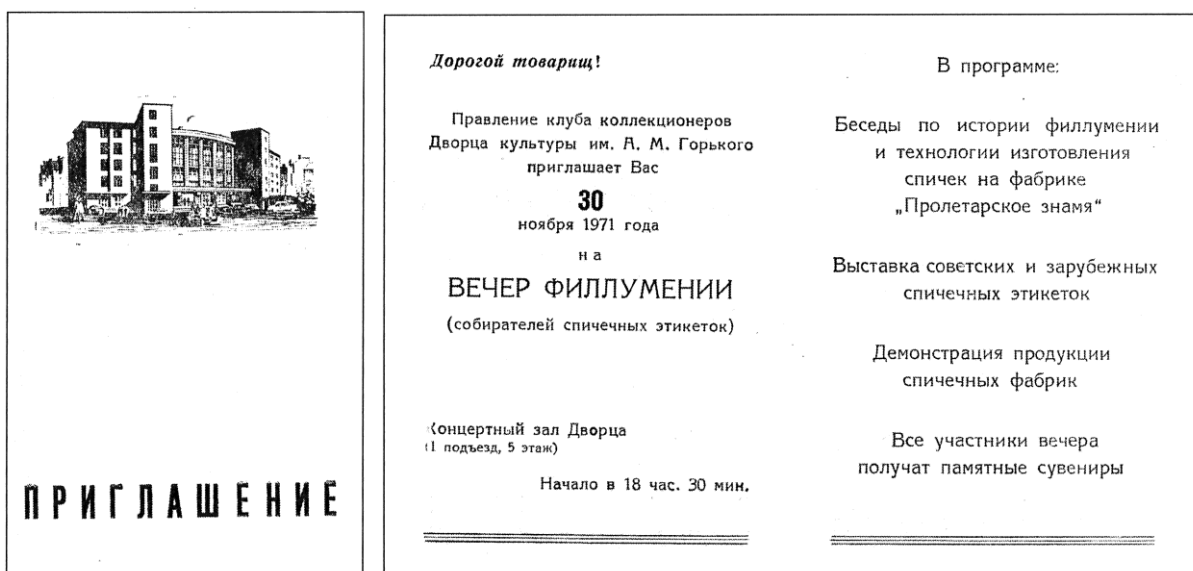 ПРИГЛАШЕНИЕ
Дорогой товарищ!
Правление клуба коллекционеров
Дворца культуры им. А. М. Горького
приглашает Вас
30
ноября 1971 года
на
ВЕЧЕР ФИЛЛУМЕНИИ
(собирателей спичечных этикеток)
Концертный зал Дворца
(1 подъезд, 5 этаж)
Начало в 18 час. 30 мин.
В программе:
Беседы по истории филлумении
и технологии изготовления
спичек на фабрике
„Пролетарское знамя“
Выставка советских и зарубежных
спичечных этикеток
Демонстрация продукции
спичечных фабрик
Все участники вечера
получат памятные сувениры